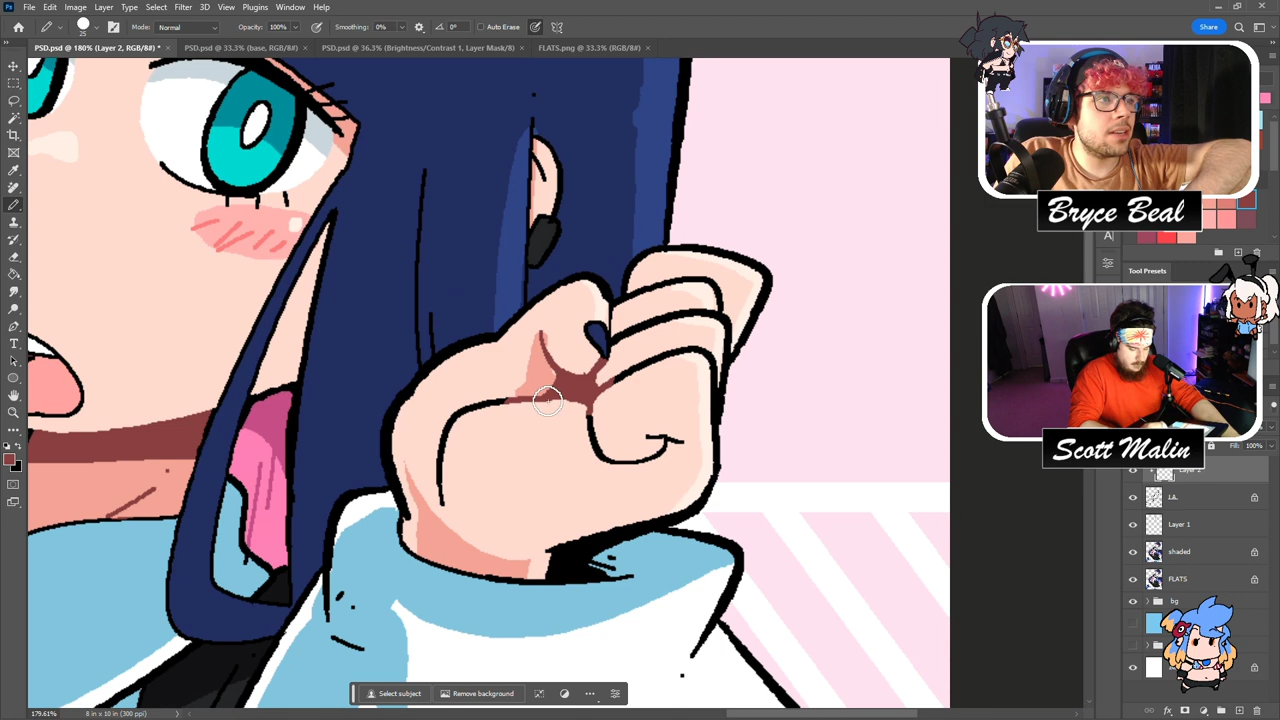 File Edit Image Layer Type Select Filter 3D View Plugins Window Help
Mode: Normal Opacity: 100% Smoothing: 0% 0° Auto Erase Share
25
PSD.psd @ 180% (Layer 2, RGB/8#) * × PSD.psd @ 33.3% (base, RGB/8#) × PSD.psd @ 36.3% (Brightness/Contrast 1, Layer Mask/8) × FLATS.png @ 33.3% (RGB/8#) ×
Bryce Beal
Tool Presets
Scott Malin
Fill: 100%
Layer 1
shaded
FLATS
bg
Select subject Remove background
179.61% 8 in x 10 in (300 ppi)